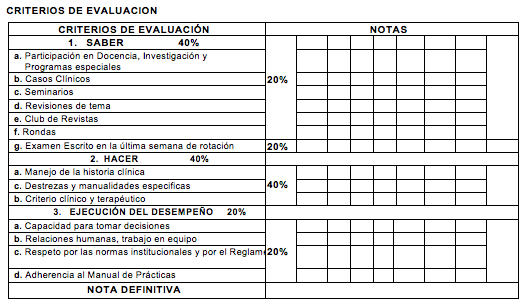 CRITERIOS DE EVALUACION
CRITERIOS DE EVALUACIÓN NOTAS
1. SABER 40%
a. Participación en Docencia, Investigación y
Programas especiales
b. Casos Clínicos
20%
c. Seminarios
d. Revisiones de tema
e. Club de Revistas
f. Rondas
g. Examen Escrito en la última semana de rotación 20%
2. HACER 40%
a. Manejo de la historia clínica
c. Destrezas y manualidades especificas 40%
b. Criterio clínico y terapéutico
3. EJECUCIÓN DEL DESEMPEÑO 20%
a. Capacidad para tomar decisiones
b. Relaciones humanas, trabajo en equipo
c. Respeto por las normas institucionales y por el Reglam 20%
d. Adherencia al Manual de Prácticas
NOTA DEFINITIVA